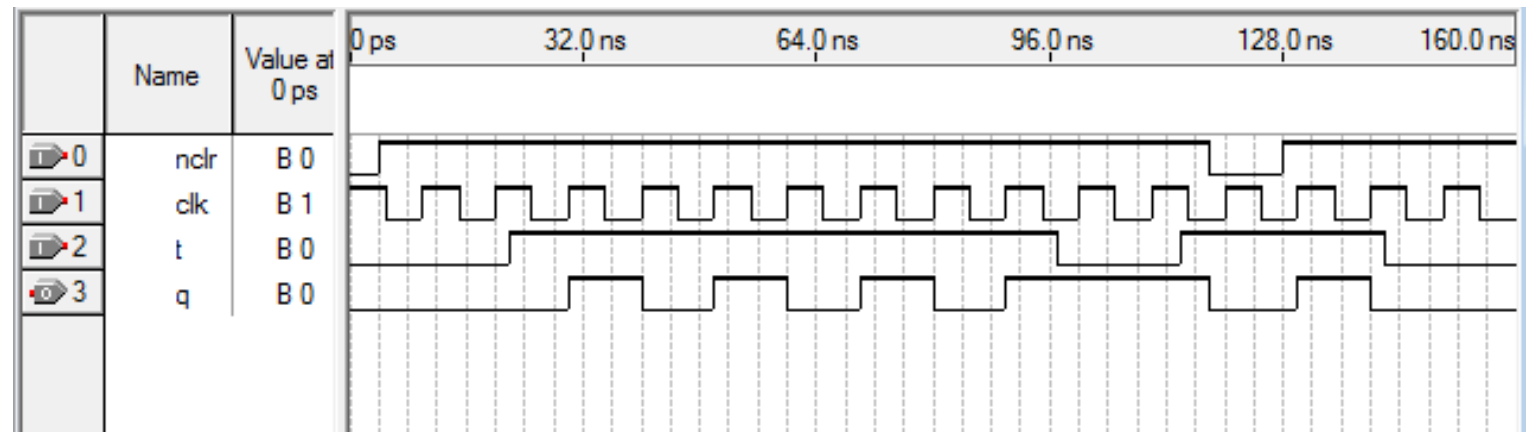 Name
Value at
0 ps
0 ps 32.0 ns 64.0 ns 96.0 ns 128.0 ns 160.0 ns
0 nclr B 0
1 clk B 1
2 t B 0
3 q B 0